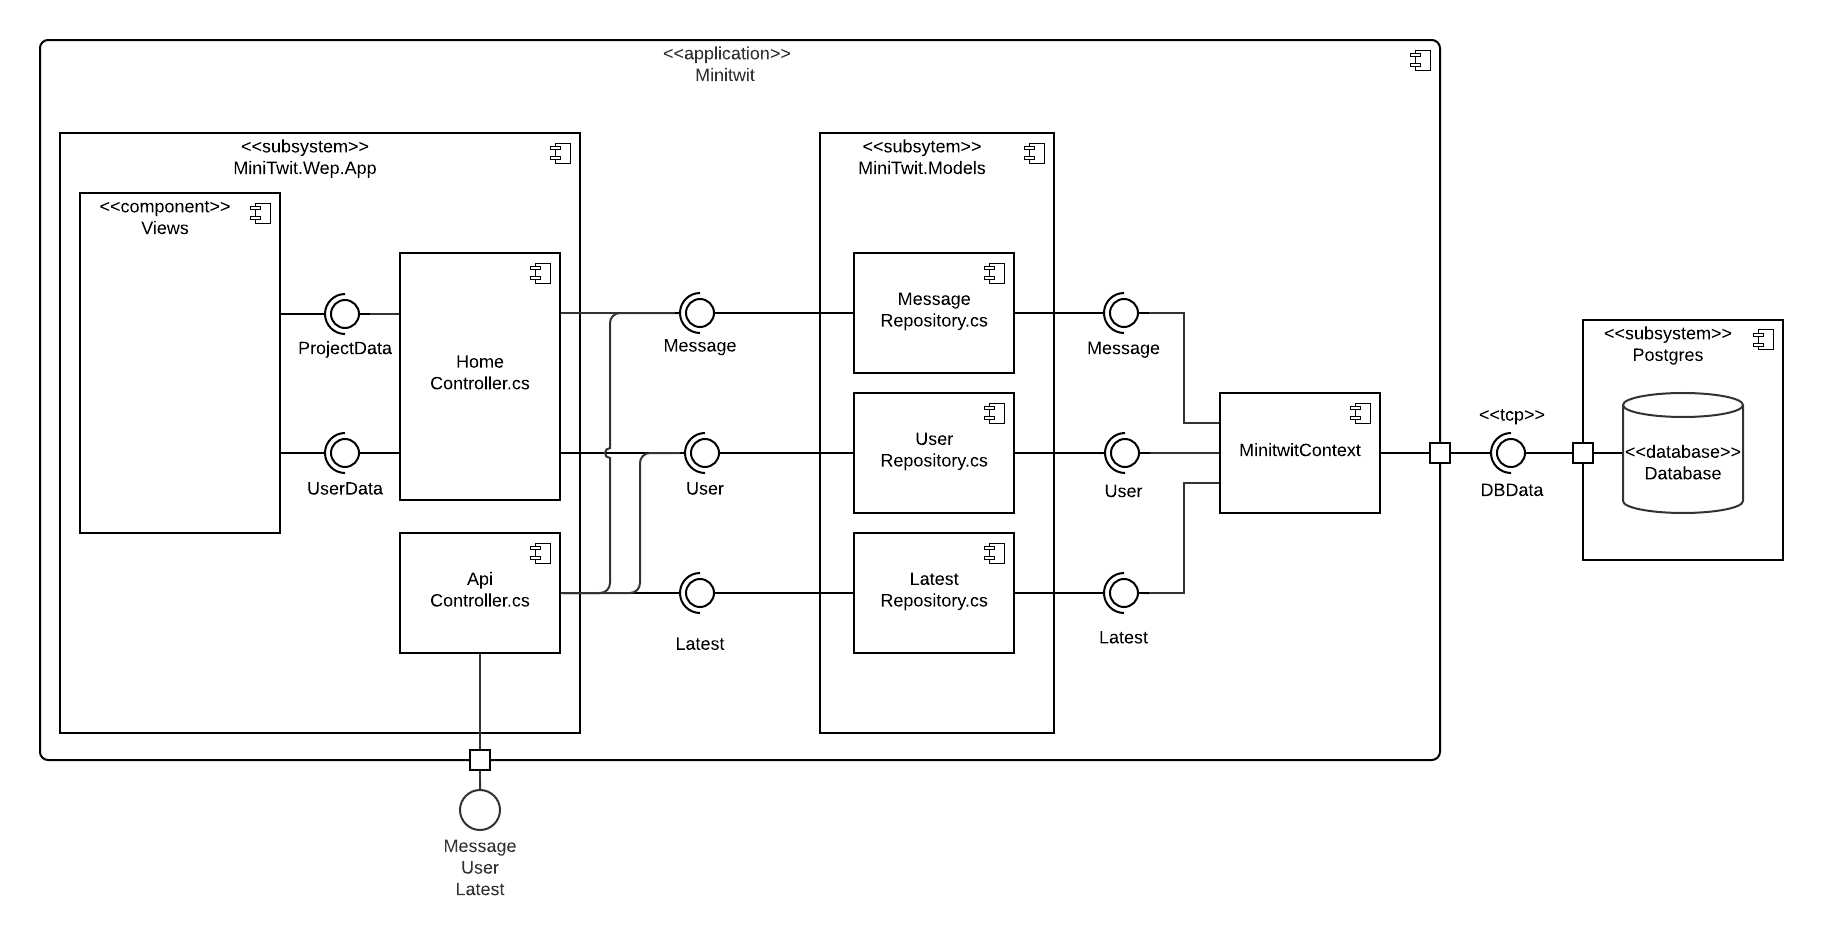 <<application>>
Minitwit
<<subsystem>>
MiniTwit.Wep.App
<<component>>
Views
ProjectData
UserData
Home
Controller.cs
Api
Controller.cs
Message
User
Latest
<<subsytem>>
MiniTwit.Models
Message
Repository.cs
User
Repository.cs
Latest
Repository.cs
Message
User
Latest
MinitwitContext
<<tcp>>
DBData
<<subsystem>>
Postgres
<<database>>
Database
Message
User
Latest